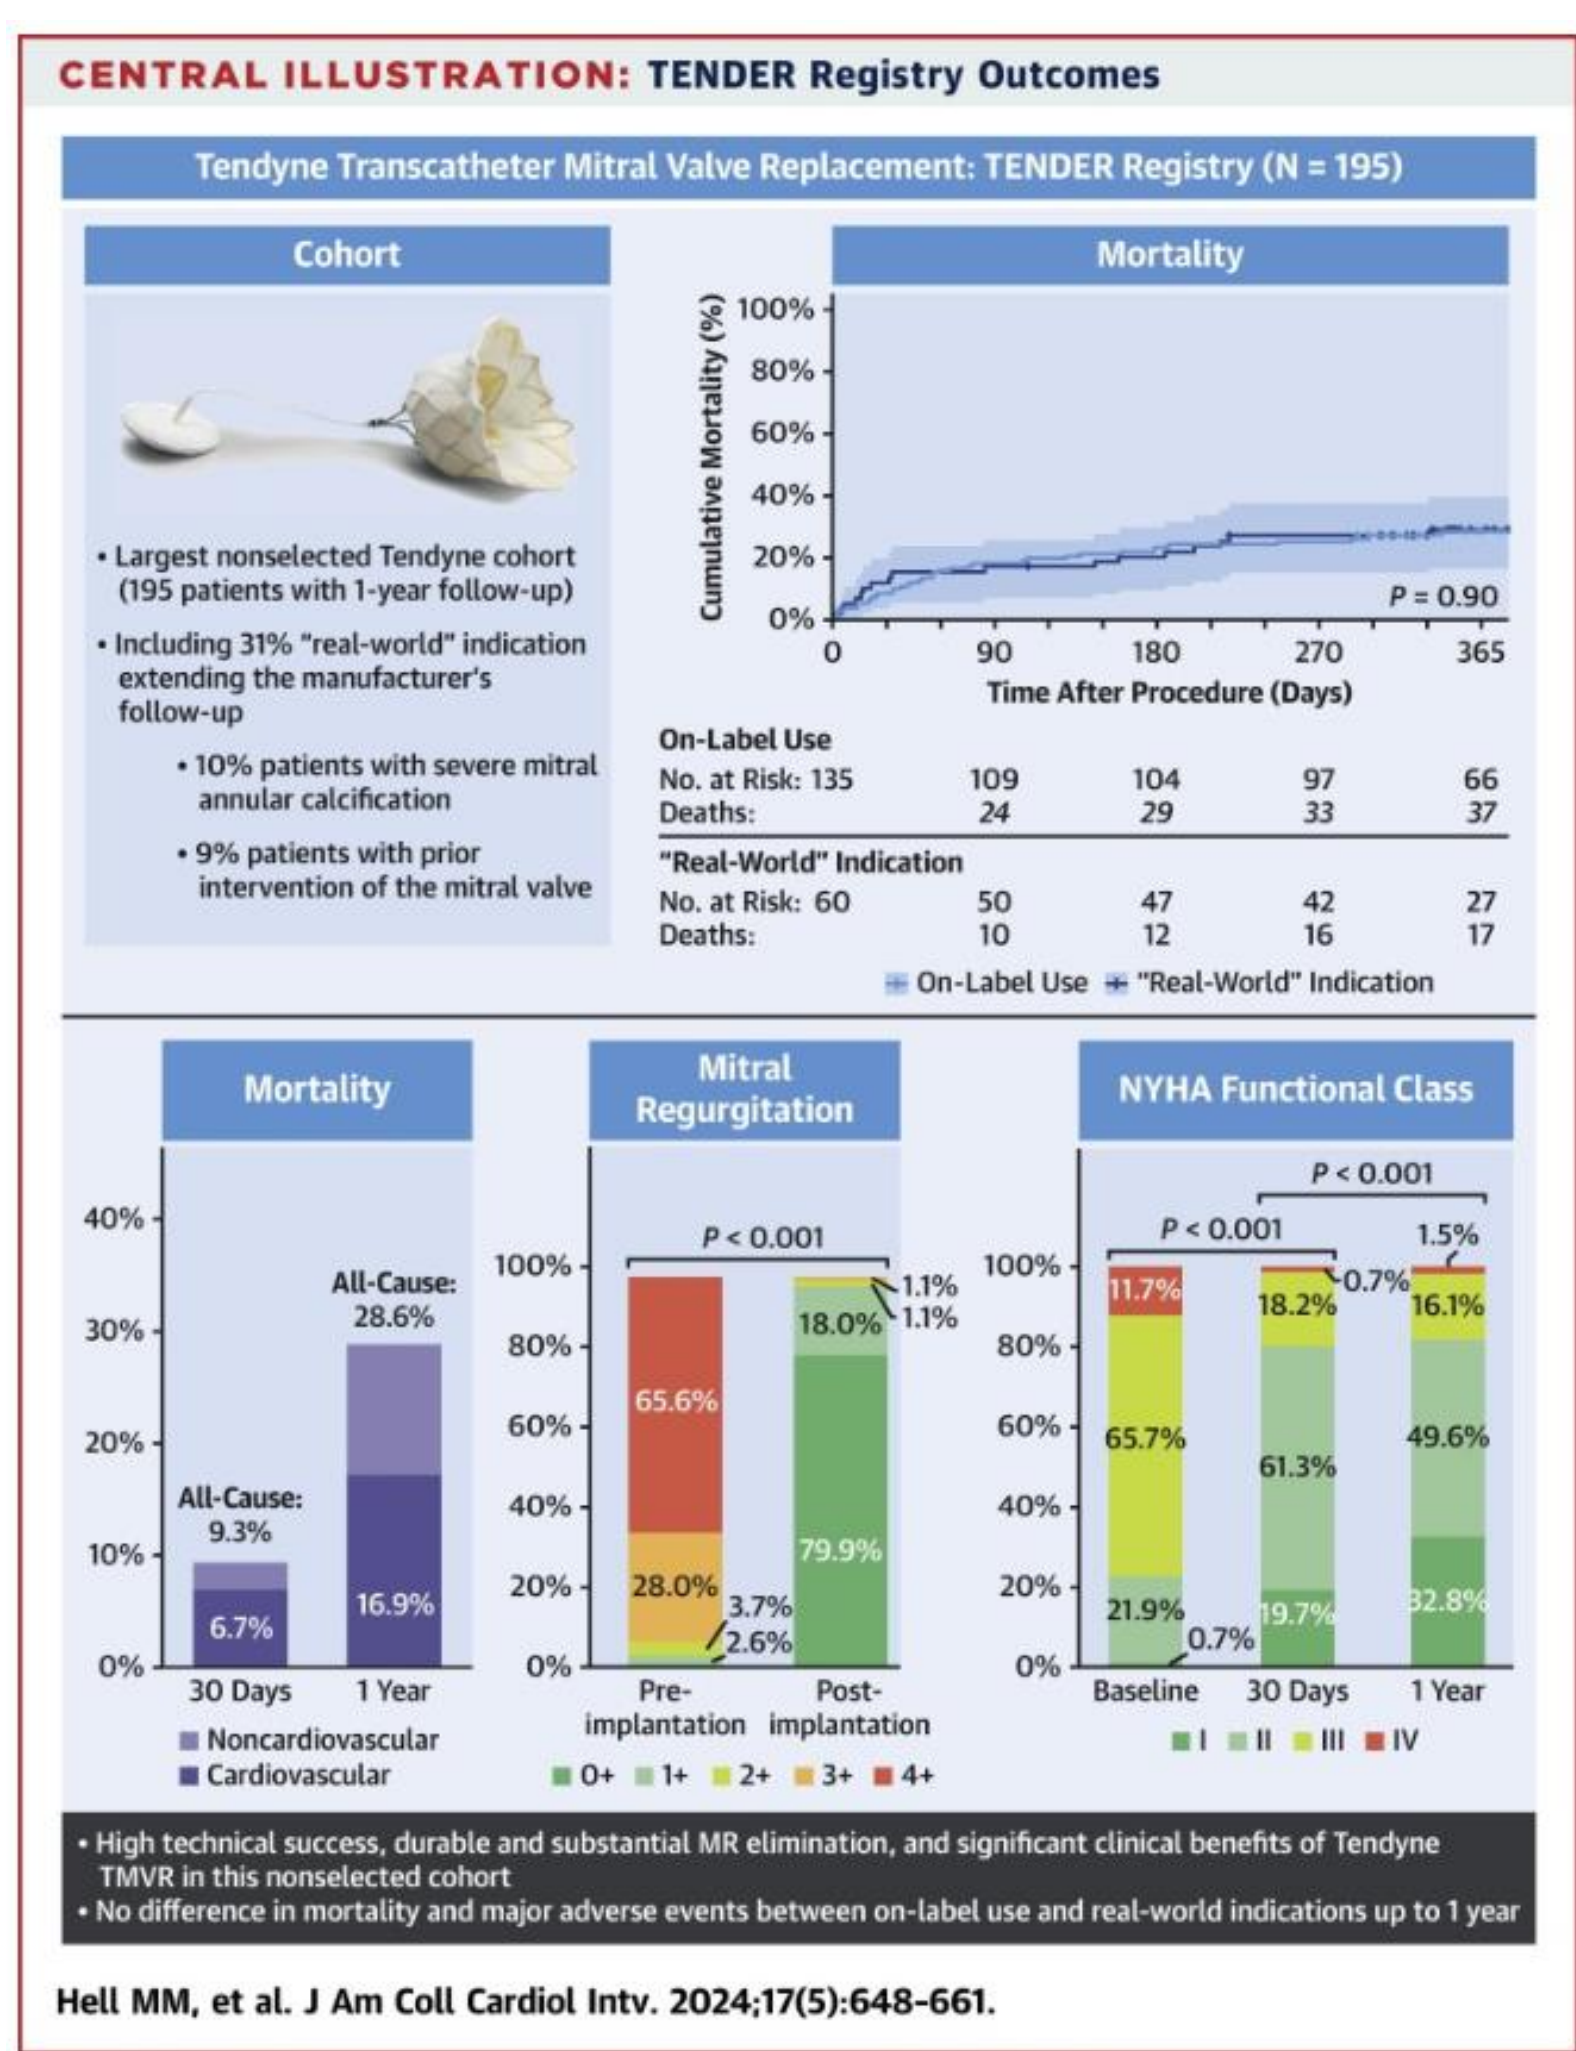 CENTRAL ILLUSTRATION: TENDER Registry Outcomes
Tendyne Transcatheter Mitral Valve Replacement: TENDER Registry (N = 195)
Cohort
• Largest nonselected Tendyne cohort
(195 patients with 1-year follow-up)
• Including 31% "real-world" indication
extending the manufacturer's
follow-up
• 10% patients with severe mitral
annular calcification
• 9% patients with prior
intervention of the mitral valve
Mortality
Cumulative Mortality (%)
100%
80%
60%
40%
20%
0%
P = 0.90
0 90 180 270 365
Time After Procedure (Days)
On-Label Use
No. at Risk: 135 109 104 97 66
Deaths: 24 29 33 37
"Real-World" Indication
No. at Risk: 60 50 47 42 27
Deaths: 10 12 16 17
On-Label Use "Real-World" Indication
Mortality
40%
30%
20%
10%
0%
All-Cause:
9.3%
6.7%
All-Cause:
28.6%
16.9%
30 Days 1 Year
Noncardiovascular
Cardiovascular
Mitral
Regurgitation
P < 0.001
100%
80%
60%
40%
20%
0%
65.6%
28.0%
3.7%
2.6%
1.1%
1.1%
18.0%
79.9%
Pre- Post-
implantation implantation
0+ 1+ 2+ 3+ 4+
NYHA Functional Class
P < 0.001
P < 0.001
100%
80%
60%
40%
20%
0%
11.7%
65.7%
21.9%
0.7%
0.7%
18.2%
61.3%
19.7%
1.5%
16.1%
49.6%
32.8%
Baseline 30 Days 1 Year
I II III IV
• High technical success, durable and substantial MR elimination, and significant clinical benefits of Tendyne
TMVR in this nonselected cohort
• No difference in mortality and major adverse events between on-label use and real-world indications up to 1 year
Hell MM, et al. J Am Coll Cardiol Intv. 2024;17(5):648-661.